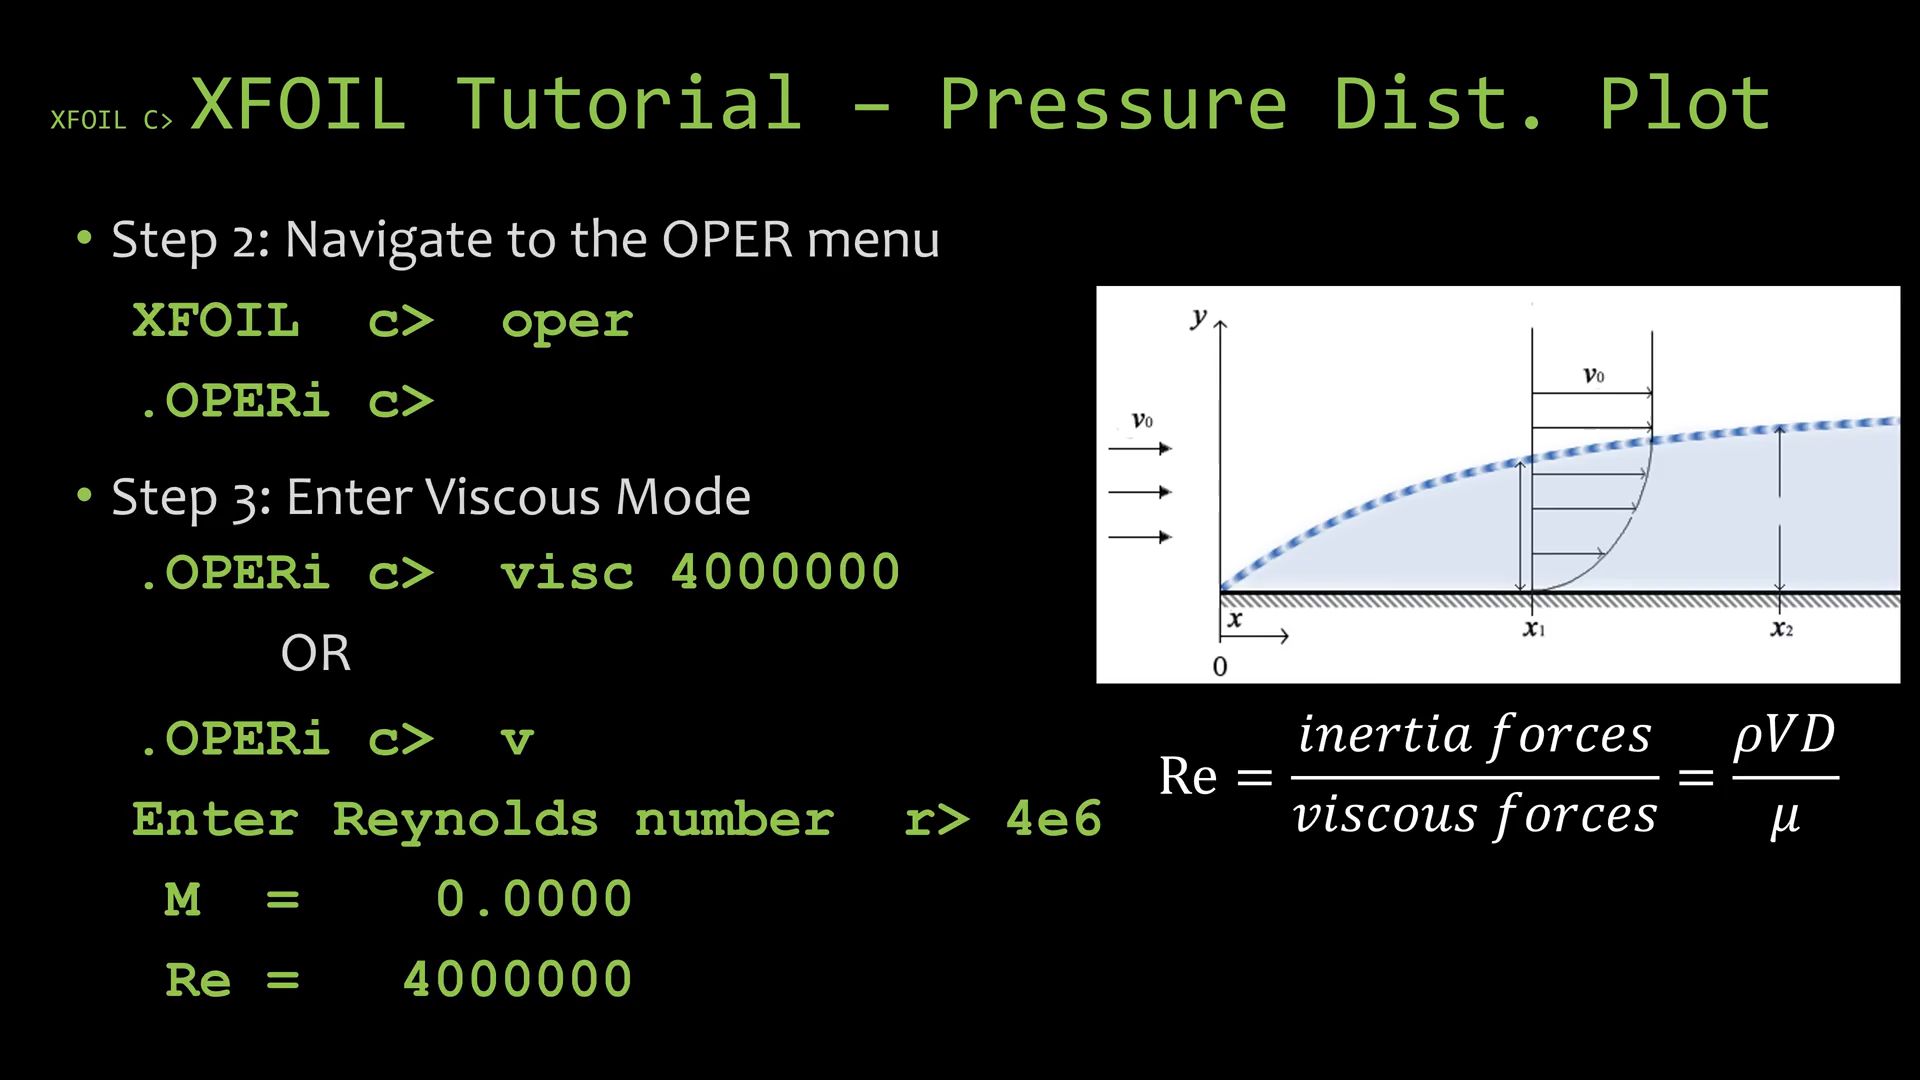 XFOIL C> XFOIL Tutorial – Pressure Dist. Plot
• Step 2: Navigate to the OPER menu
XFOIL c> oper
.OPERi c>
• Step 3: Enter Viscous Mode
.OPERi c> visc 4000000
OR
.OPERi c> v
Enter Reynolds number r> 4e6
M = 0.0000
Re = 4000000
y
v₀
v₀
x
x₁
x₂
0
Re = inertia forces / viscous forces = ρVD / μ